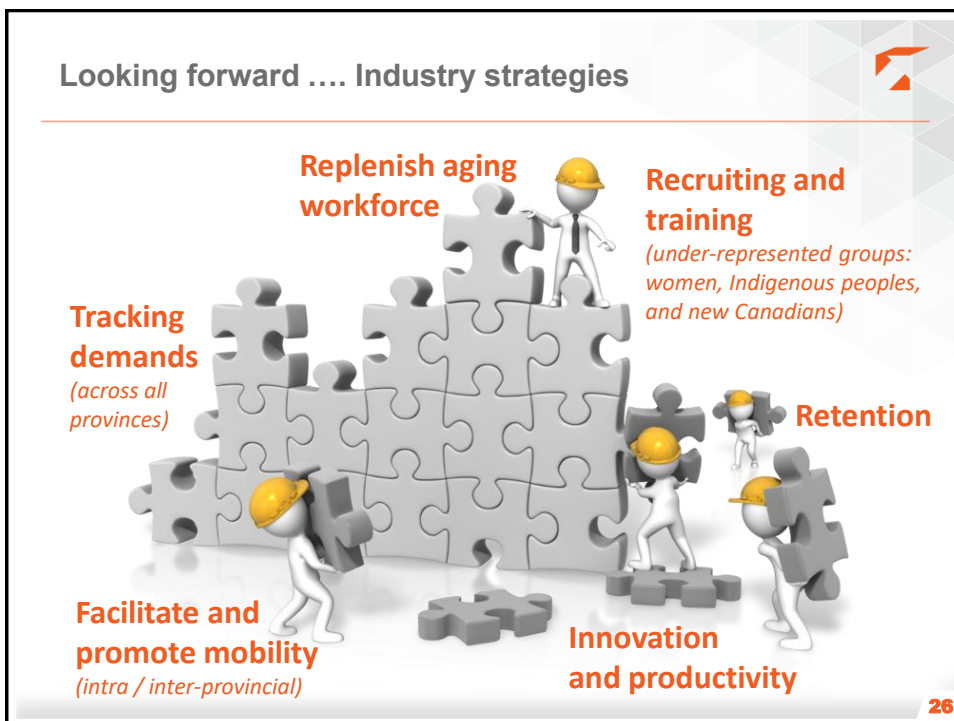 Looking forward .... Industry strategies
Replenish aging
workforce
Recruiting and
training
(under-represented groups:
women, Indigenous peoples,
and new Canadians)
Tracking
demands
(across all
provinces)
Retention
Facilitate and
promote mobility
(intra / inter-provincial)
Innovation
and productivity
26